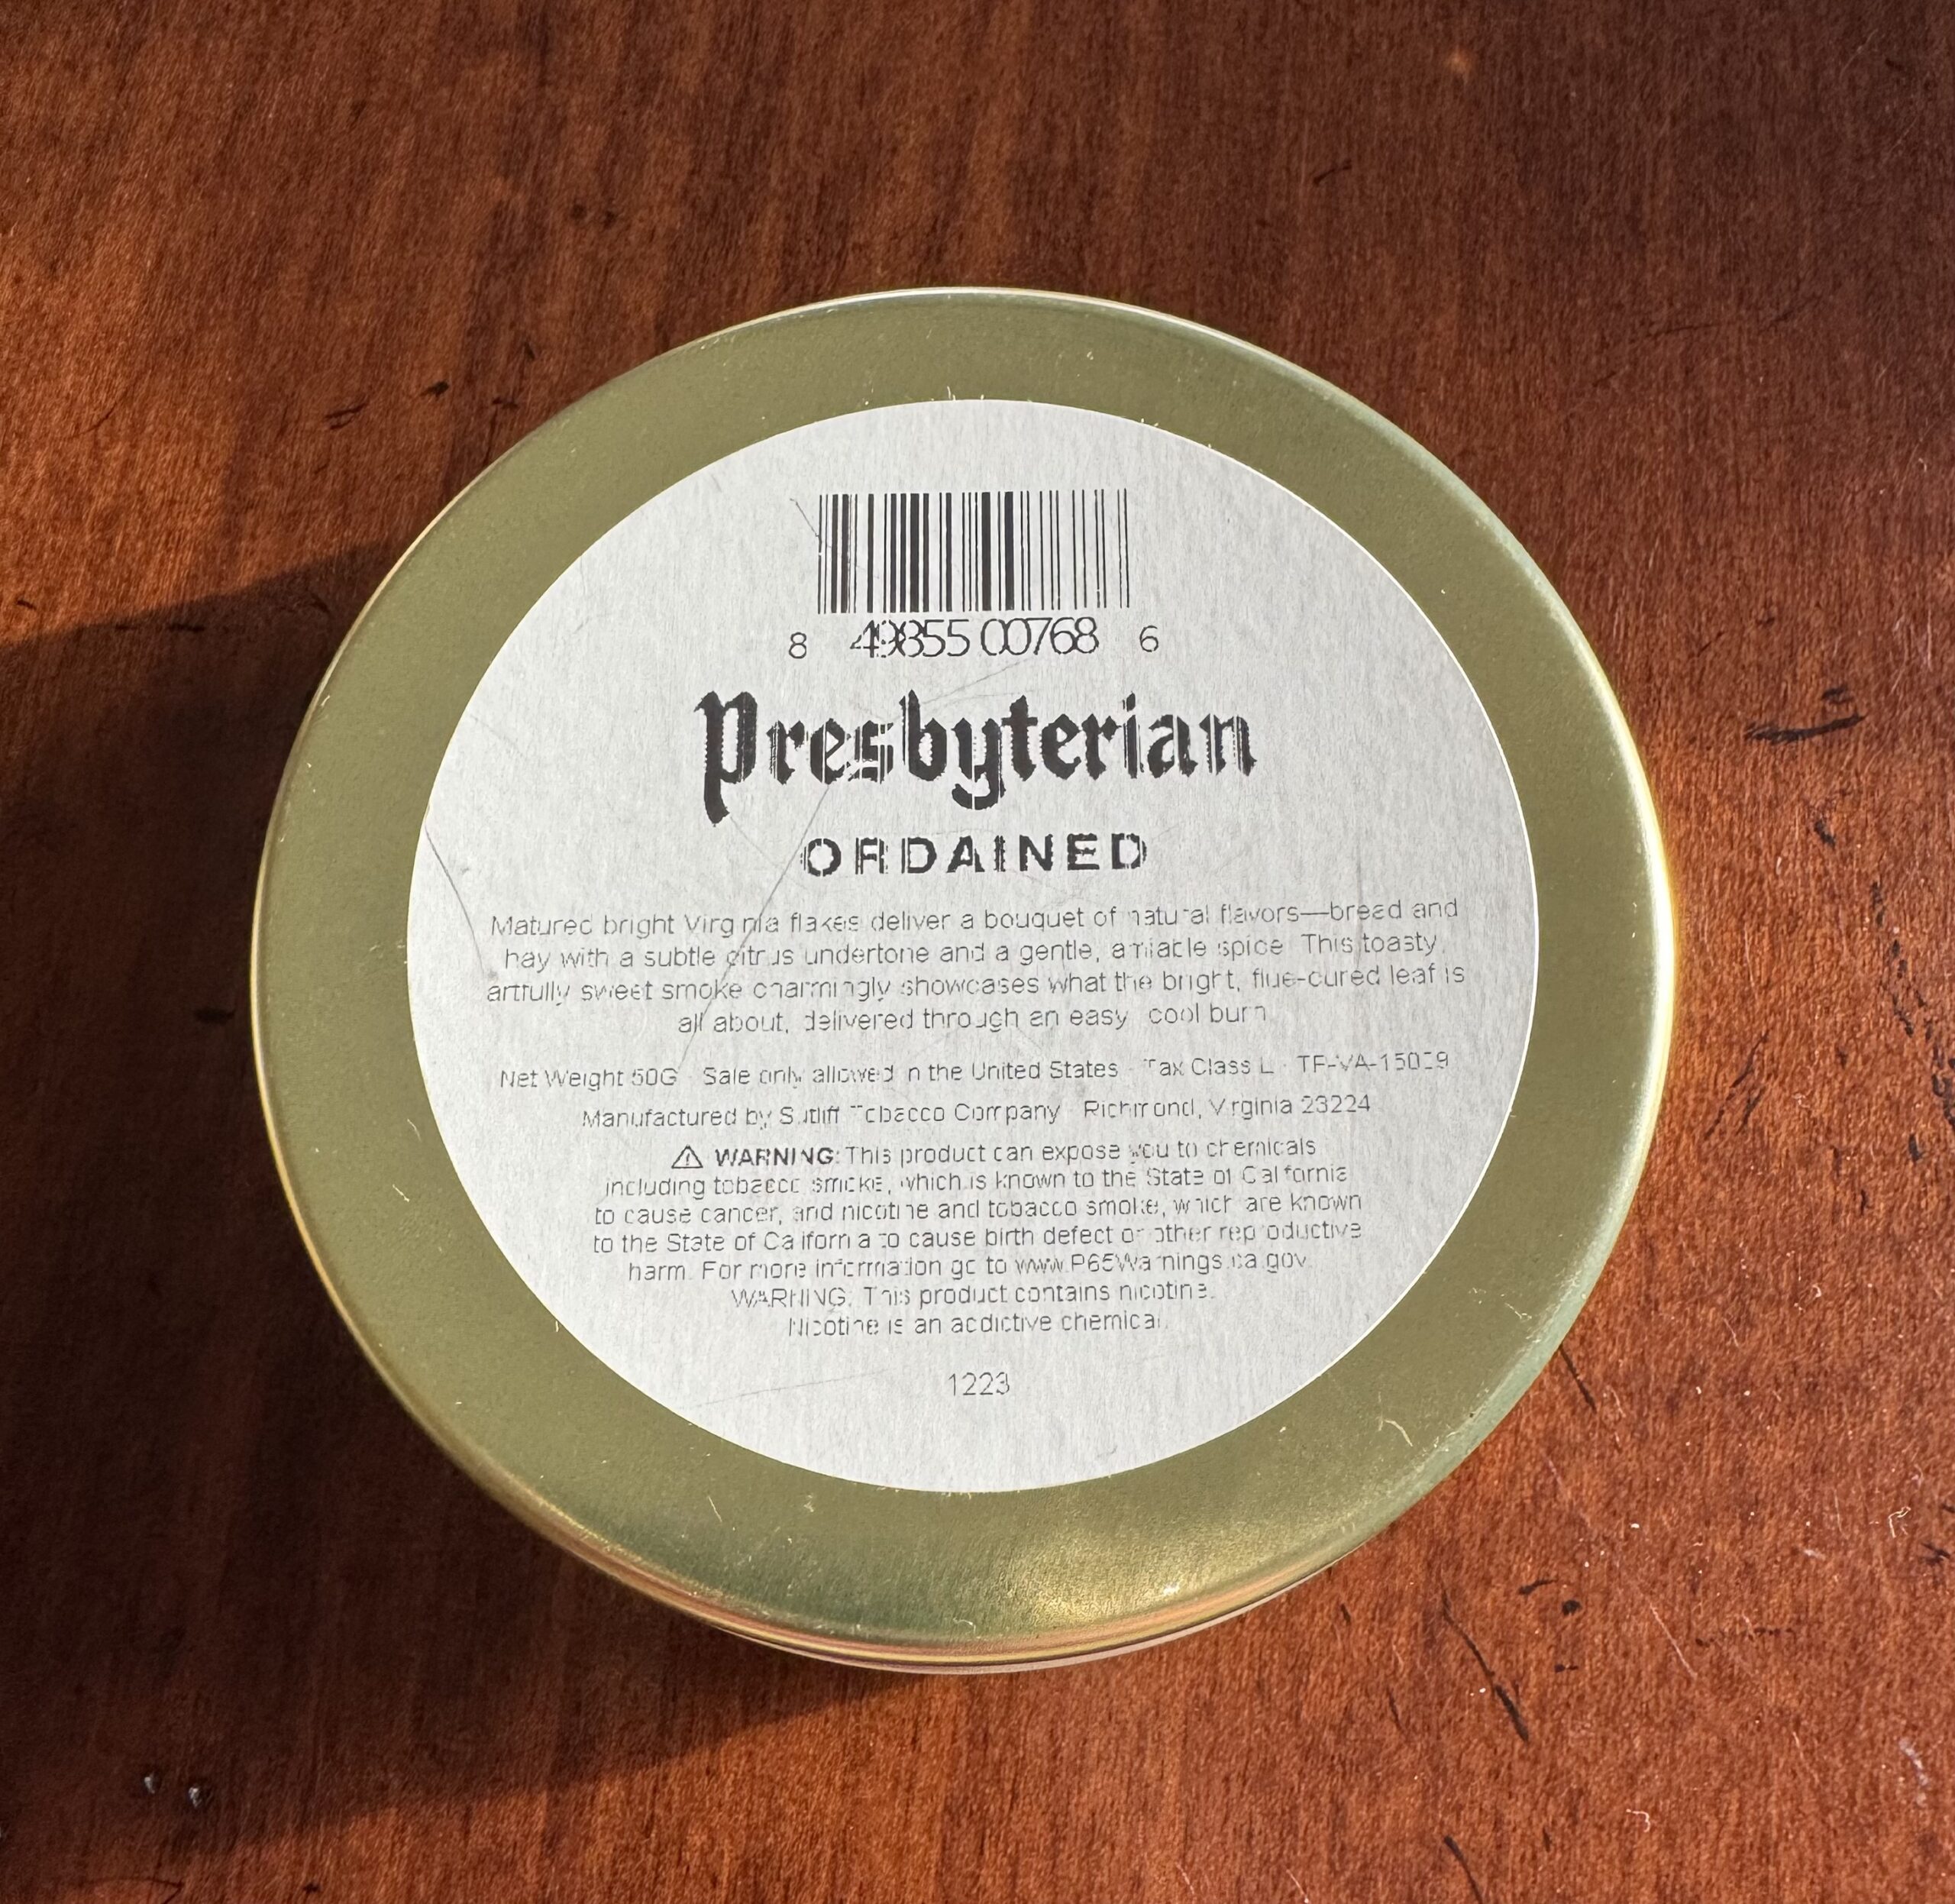 8 49855 00768 6
Presbyterian
ORDAINED
Matured bright Virginia flakes deliver a bouquet of natural flavors—bread and
hay with a subtle citrus undertone and a gentle, amiable spice. This toasty,
artfully sweet smoke charmingly showcases what the bright, flue-cured leaf is
all about, delivered through an easy, cool burn.
Net Weight 50G · Sale only allowed in the United States · Tax Class L ·
Manufactured by Sutliff Tobacco Company · Richmond, Virginia 23224
⚠ WARNING: This product can expose you to chemicals
including tobacco smoke, which is known to the State of California
to cause cancer, and nicotine and tobacco smoke, which are known
to the State of California to cause birth defect or other reproductive
harm. For more information go to www.P65Warnings.ca.gov.
WARNING: This product contains nicotine.
Nicotine is an addictive chemical.
1223